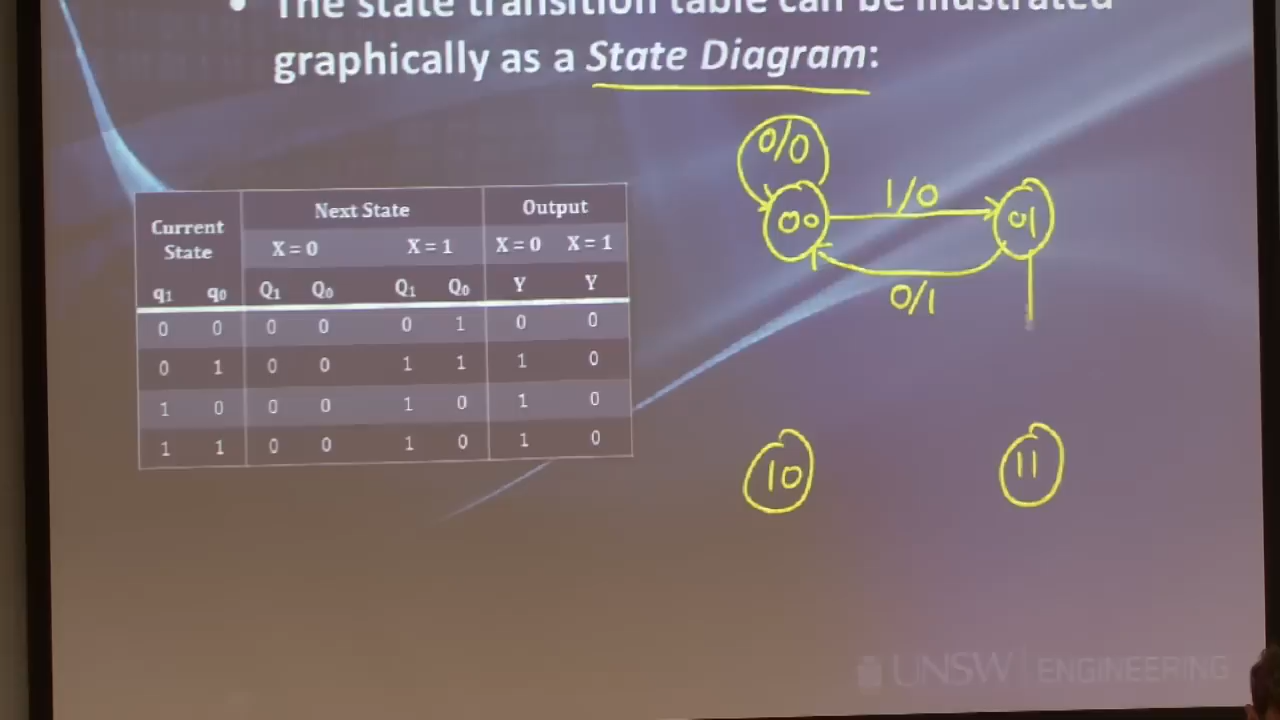 • The state transition table can be illustrated
graphically as a State Diagram:
Current State Next State Output
X = 0 X = 1 X = 0 X = 1
q1 q0 Q1 Q0 Q1 Q0 Y Y
0 0 0 0 0 1 0 0
0 1 0 0 1 1 1 0
1 0 0 0 1 0 1 0
1 1 0 0 1 0 1 0
0/0
00 1/0 01
0/1
10 11
UNSW ENGINEERING